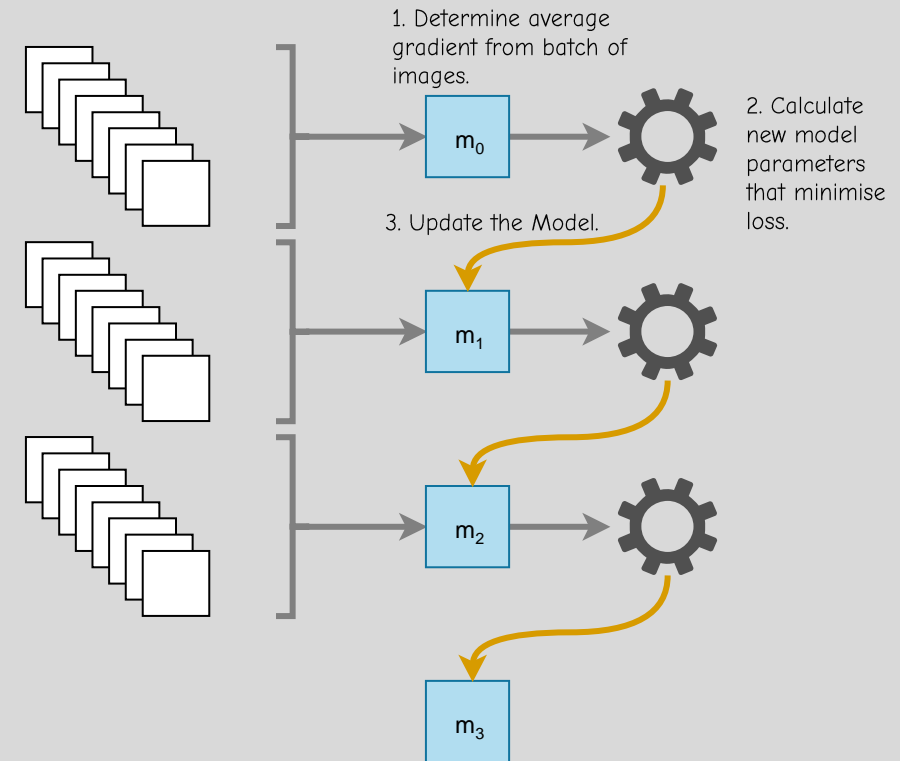 1. Determine average
gradient from batch of
images.
m₀
2. Calculate
new model
parameters
that minimise
loss.
3. Update the Model.
m₁
m₂
m₃